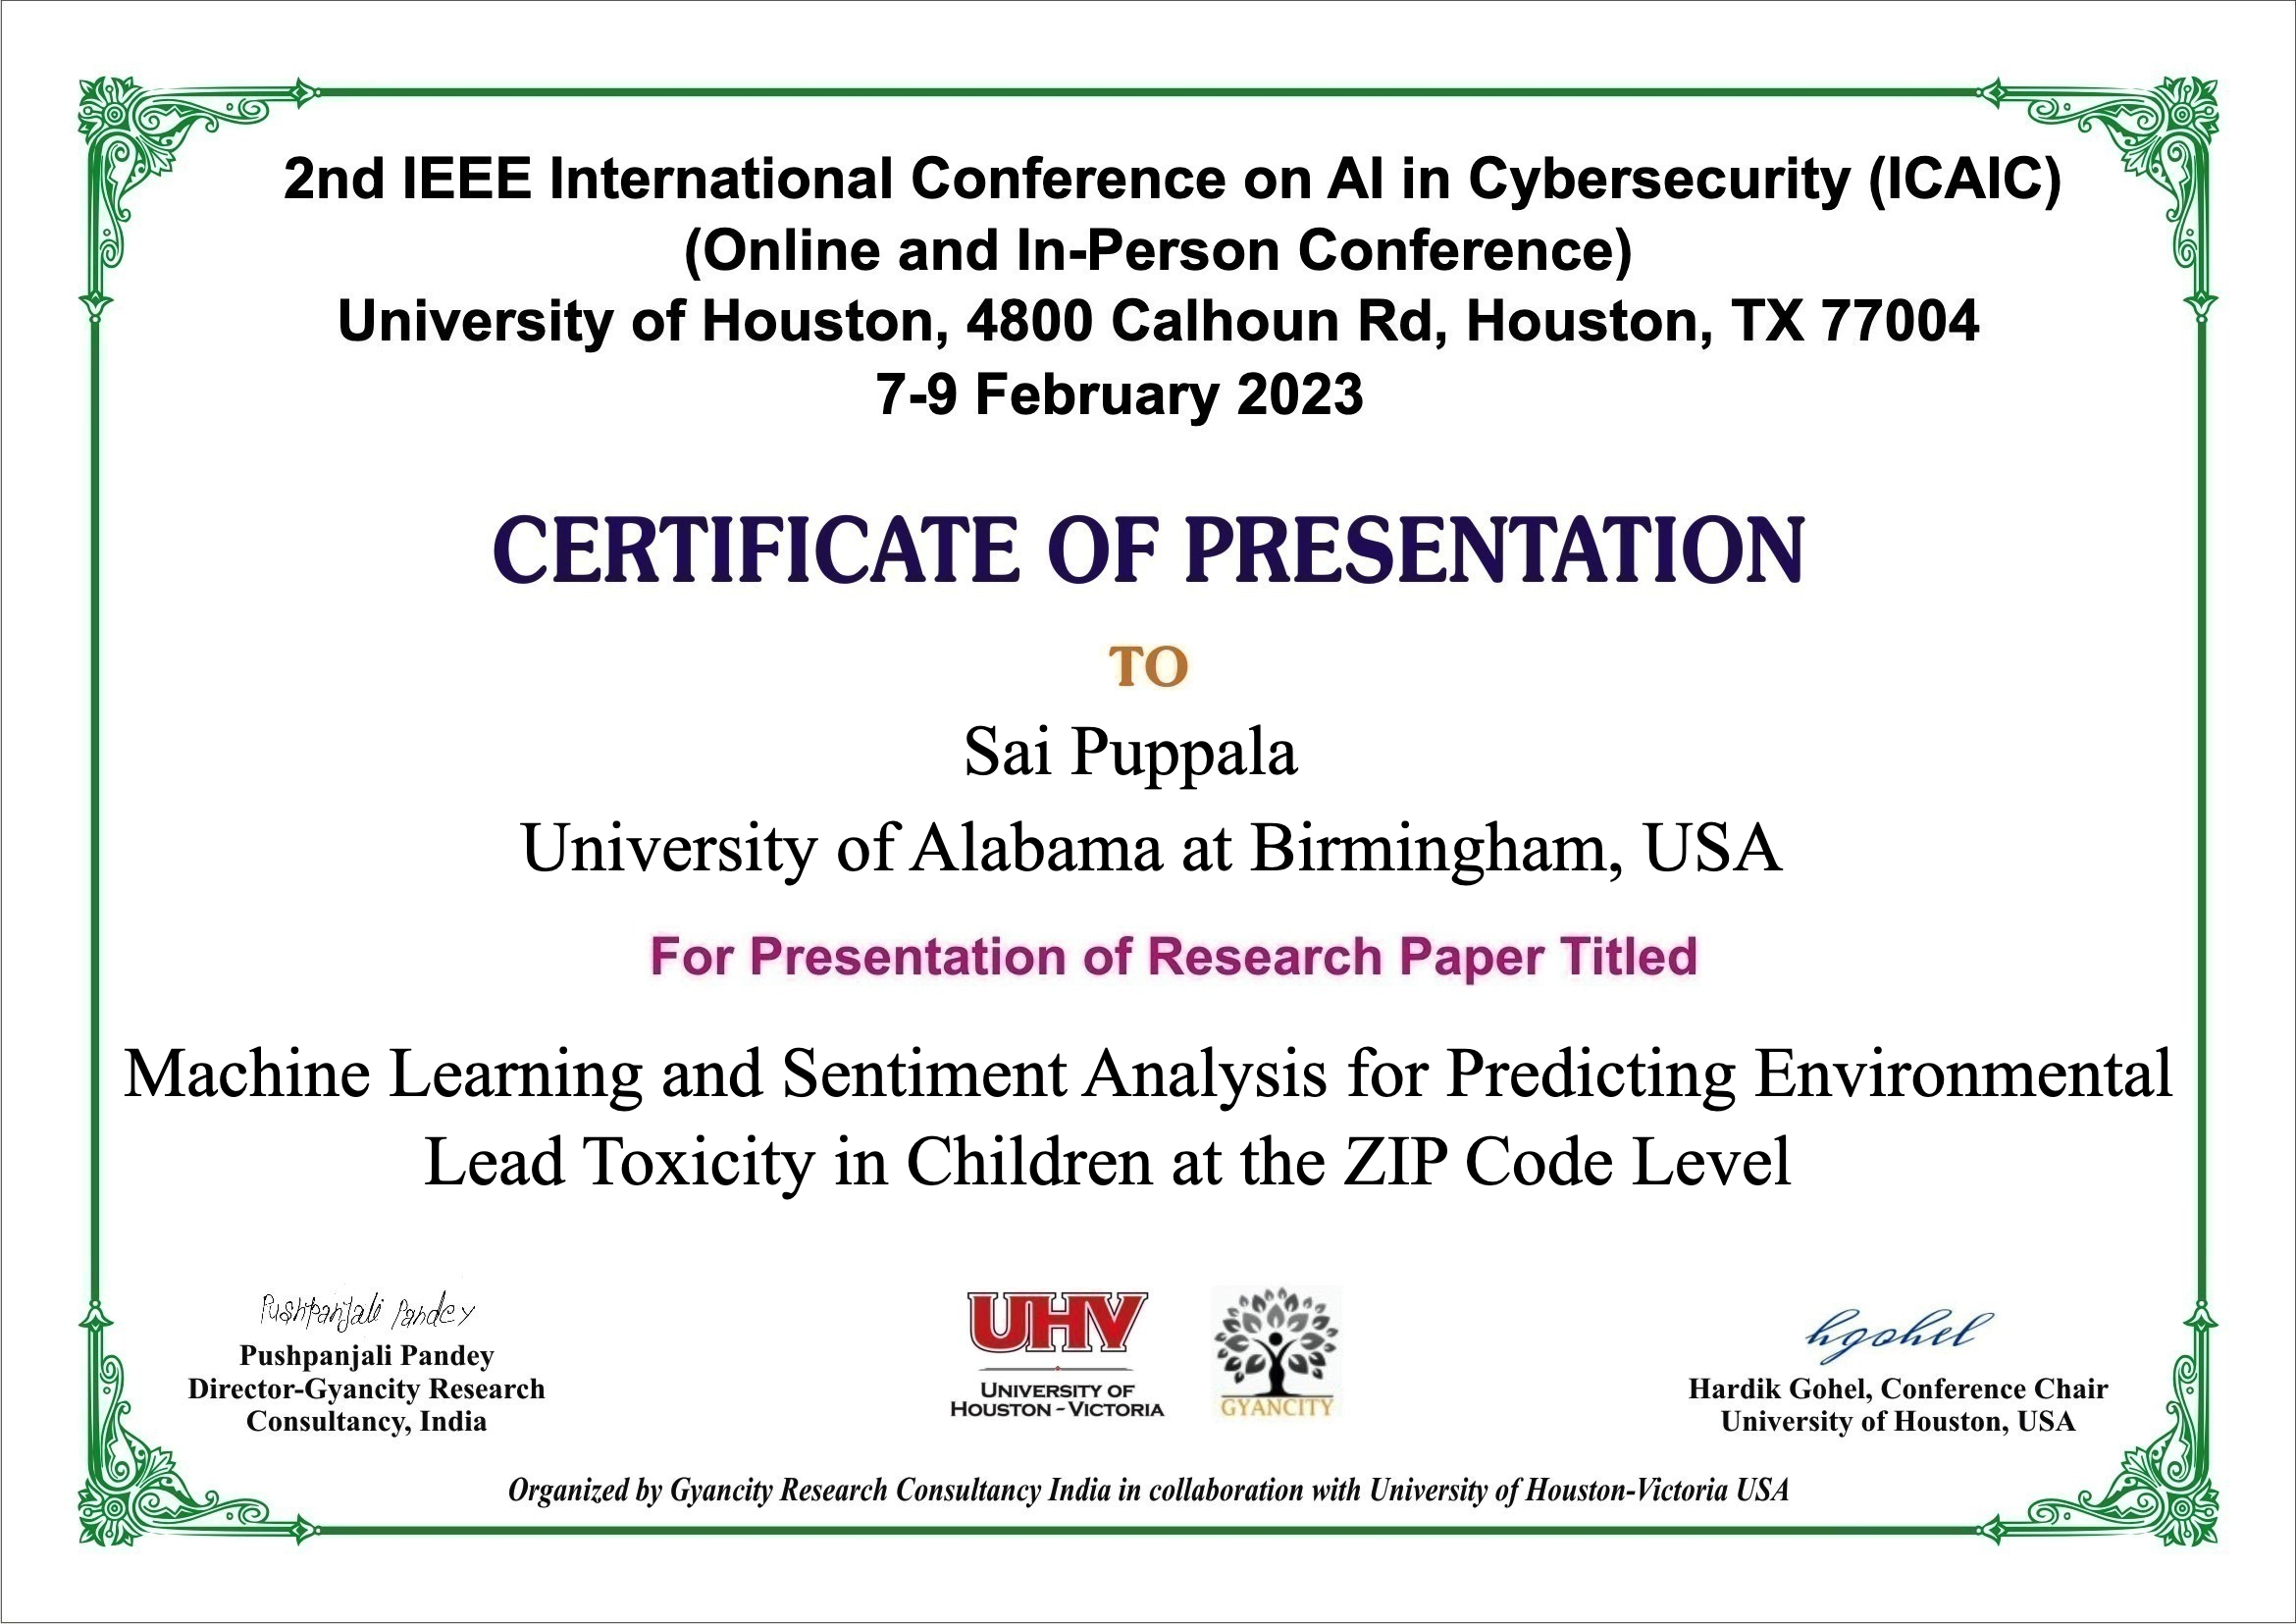 2nd IEEE International Conference on AI in Cybersecurity (ICAIC)
(Online and In-Person Conference)
University of Houston, 4800 Calhoun Rd, Houston, TX 77004
7-9 February 2023
CERTIFICATE OF PRESENTATION
TO
Sai Puppala
University of Alabama at Birmingham, USA
For Presentation of Research Paper Titled
Machine Learning and Sentiment Analysis for Predicting Environmental
Lead Toxicity in Children at the ZIP Code Level
Pushpanjali Pandey
Pushpanjali Pandey
Director-Gyancity Research
Consultancy, India
UHV
UNIVERSITY OF
HOUSTON - VICTORIA
GYANCITY
hgohel
Hardik Gohel, Conference Chair
University of Houston, USA
Organized by Gyancity Research Consultancy India in collaboration with University of Houston-Victoria USA